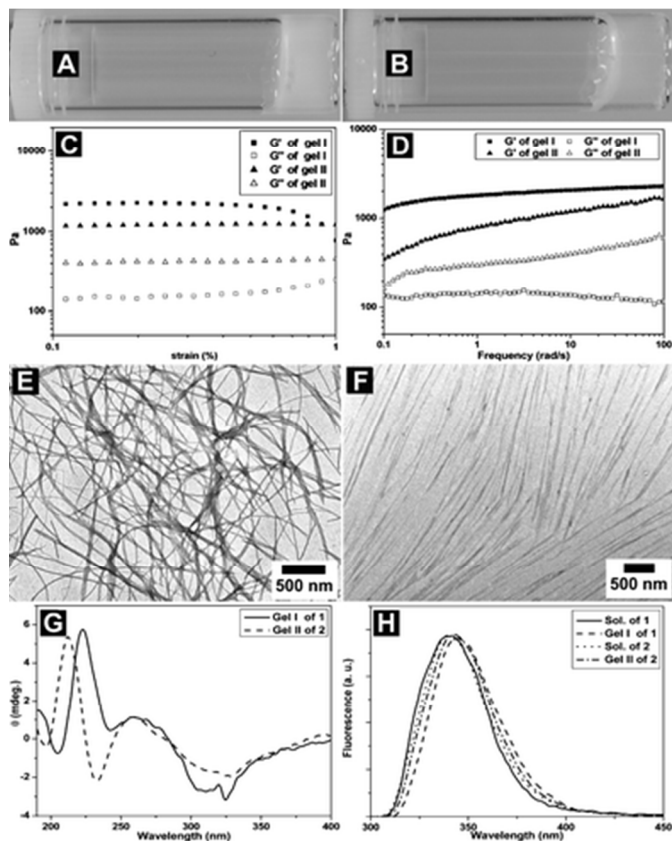 A
B
C
G' of gel I
G'' of gel I
G' of gel II
G'' of gel II
10000
1000
100
Pa
0.1
1
strain (%)
D
G' of gel I
G'' of gel I
G' of gel II
G'' of gel II
10000
1000
100
Pa
0.1
1
10
100
Frequency (rad/s)
E
500 nm
F
500 nm
G
Gel I of 1
Gel II of 2
6
4
2
0
-2
-4
θ (mdeg.)
200
250
300
350
400
Wavelength (nm)
H
Sol. of 1
Gel I of 1
Sol. of 2
Gel II of 2
Fluorescence (a. u.)
300
350
400
450
Wavelength (nm)